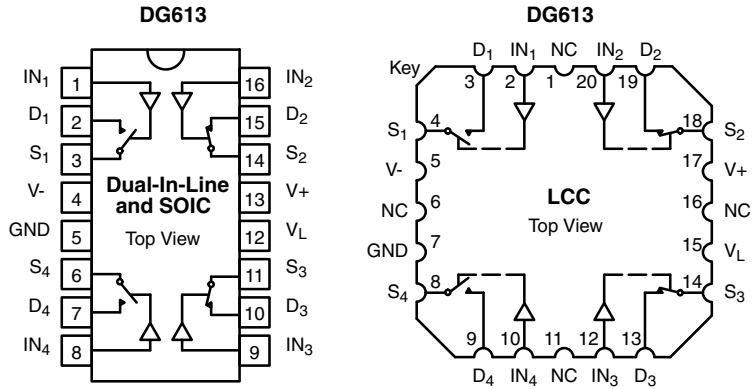 DG613
IN1 1 16 IN2
D1 2 15 D2
S1 3 14 S2
V- 4 13 V+
GND 5 12 VL
S4 6 11 S3
D4 7 10 D3
IN4 8 9 IN3
Dual-In-Line
and SOIC
Top View
DG613
Key
D1 IN1 NC IN2 D2
3 2 1 20 19
S1 4 18 S2
V- 5 17 V+
NC 6 16 NC
GND 7 15 VL
S4 8 14 S3
LCC
Top View
9 10 11 12 13
D4 IN4 NC IN3 D3